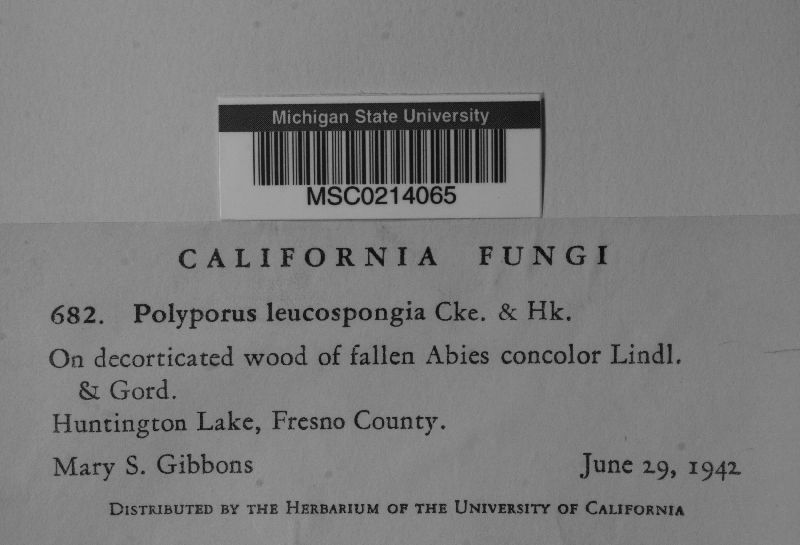 Michigan State University
MSC0214065
CALIFORNIA FUNGI
682. Polyporus leucospongia Cke. & Hk.
On decorticated wood of fallen Abies concolor Lindl.
& Gord.
Huntington Lake, Fresno County.
Mary S. Gibbons June 29, 1942
DISTRIBUTED BY THE HERBARIUM OF THE UNIVERSITY OF CALIFORNIA